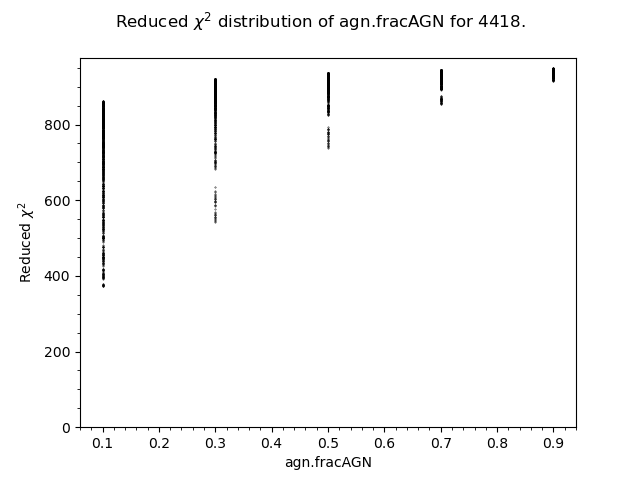 Reduced χ² distribution of agn.fracAGN for 4418.
Reduced χ²
800
600
400
200
0
0.1 0.2 0.3 0.4 0.5 0.6 0.7 0.8 0.9
agn.fracAGN